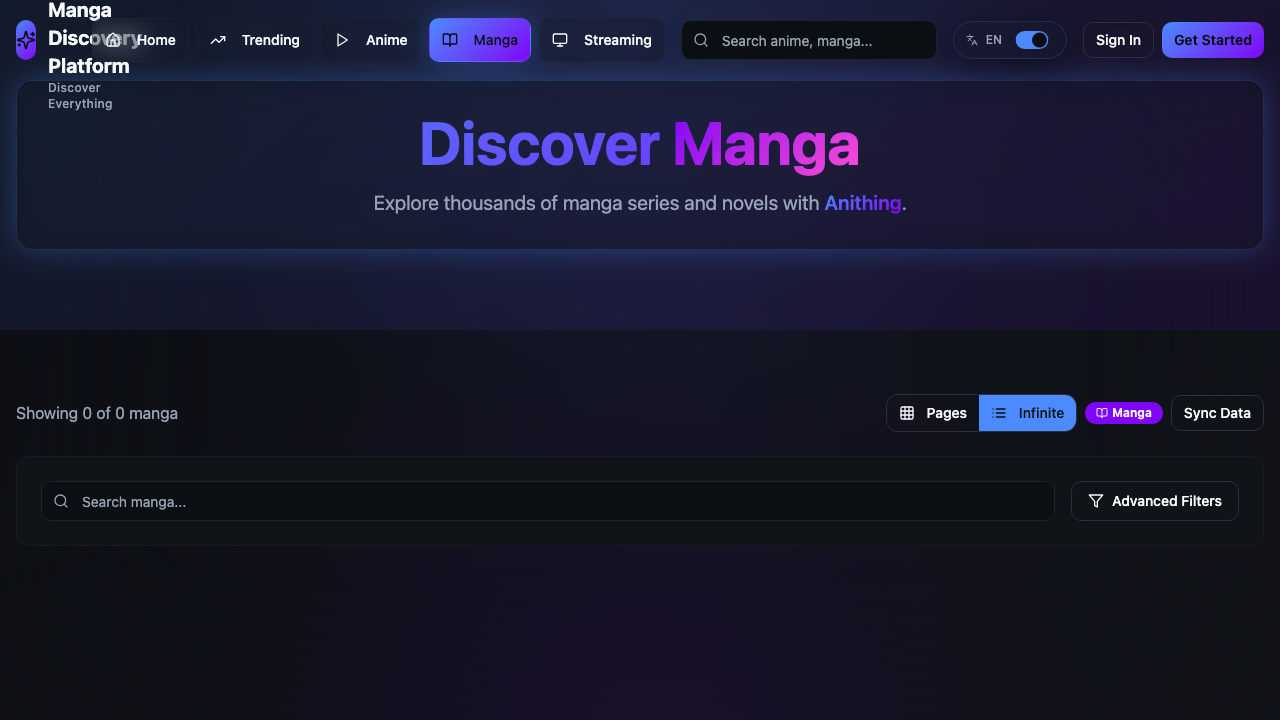 Manga
Discovery
Platform
Discover
Everything
Home
Trending
Anime
Manga
Streaming
Search anime, manga...
EN
Sign In
Get Started
Discover Manga
Explore thousands of manga series and novels with Anithing.
Showing 0 of 0 manga
Pages
Infinite
Manga
Sync Data
Search manga...
Advanced Filters